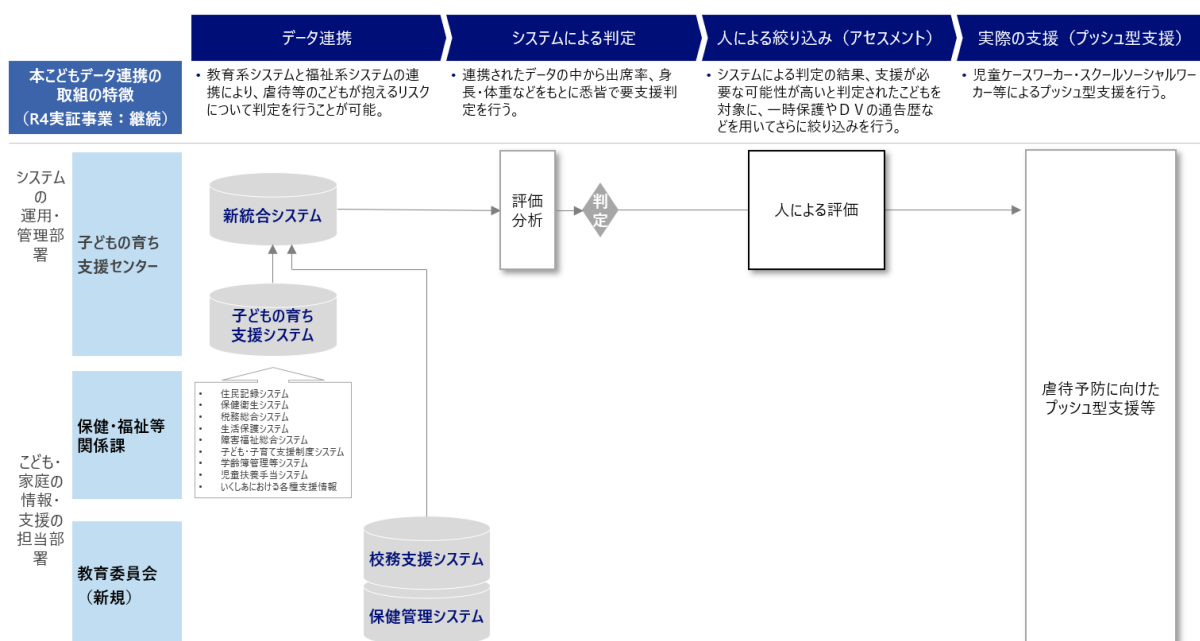 データ連携
システムによる判定
人による絞り込み（アセスメント）
実際の支援（プッシュ型支援）
本こどもデータ連携の
取組の特徴
（R4実証事業：継続）
• 教育系システムと福祉系システムの連
携により、虐待等のこどもが抱えるリスク
について判定を行うことが可能。
• 連携されたデータの中から出席率、身
長・体重などをもとに悉皆で要支援判
定を行う。
• システムによる判定の結果、支援が必
要な可能性が高いと判定されたこどもを
対象に、一時保護やＤＶの通告歴な
どを用いてさらに絞り込みを行う。
• 児童ケースワーカー・スクールソーシャルワー
カー等によるプッシュ型支援を行う。
システム
の
運用・
管理部
署
子どもの育ち
支援センター
新統合システム
評価
分析
判
定
人による評価
子どもの育ち
支援システム
保健・福祉等
関係課
• 住民記録システム
• 保健衛生システム
• 税務総合システム
• 生活保護システム
• 障害福祉総合システム
• 子ども・子育て支援制度システム
• 学齢簿管理等システム
• 児童扶養手当システム
• いくしあにおける各種支援情報
虐待予防に向けた
プッシュ型支援等
こども・
家庭の
情報・
支援の
担当部
署
教育委員会
（新規）
校務支援システム
保健管理システム